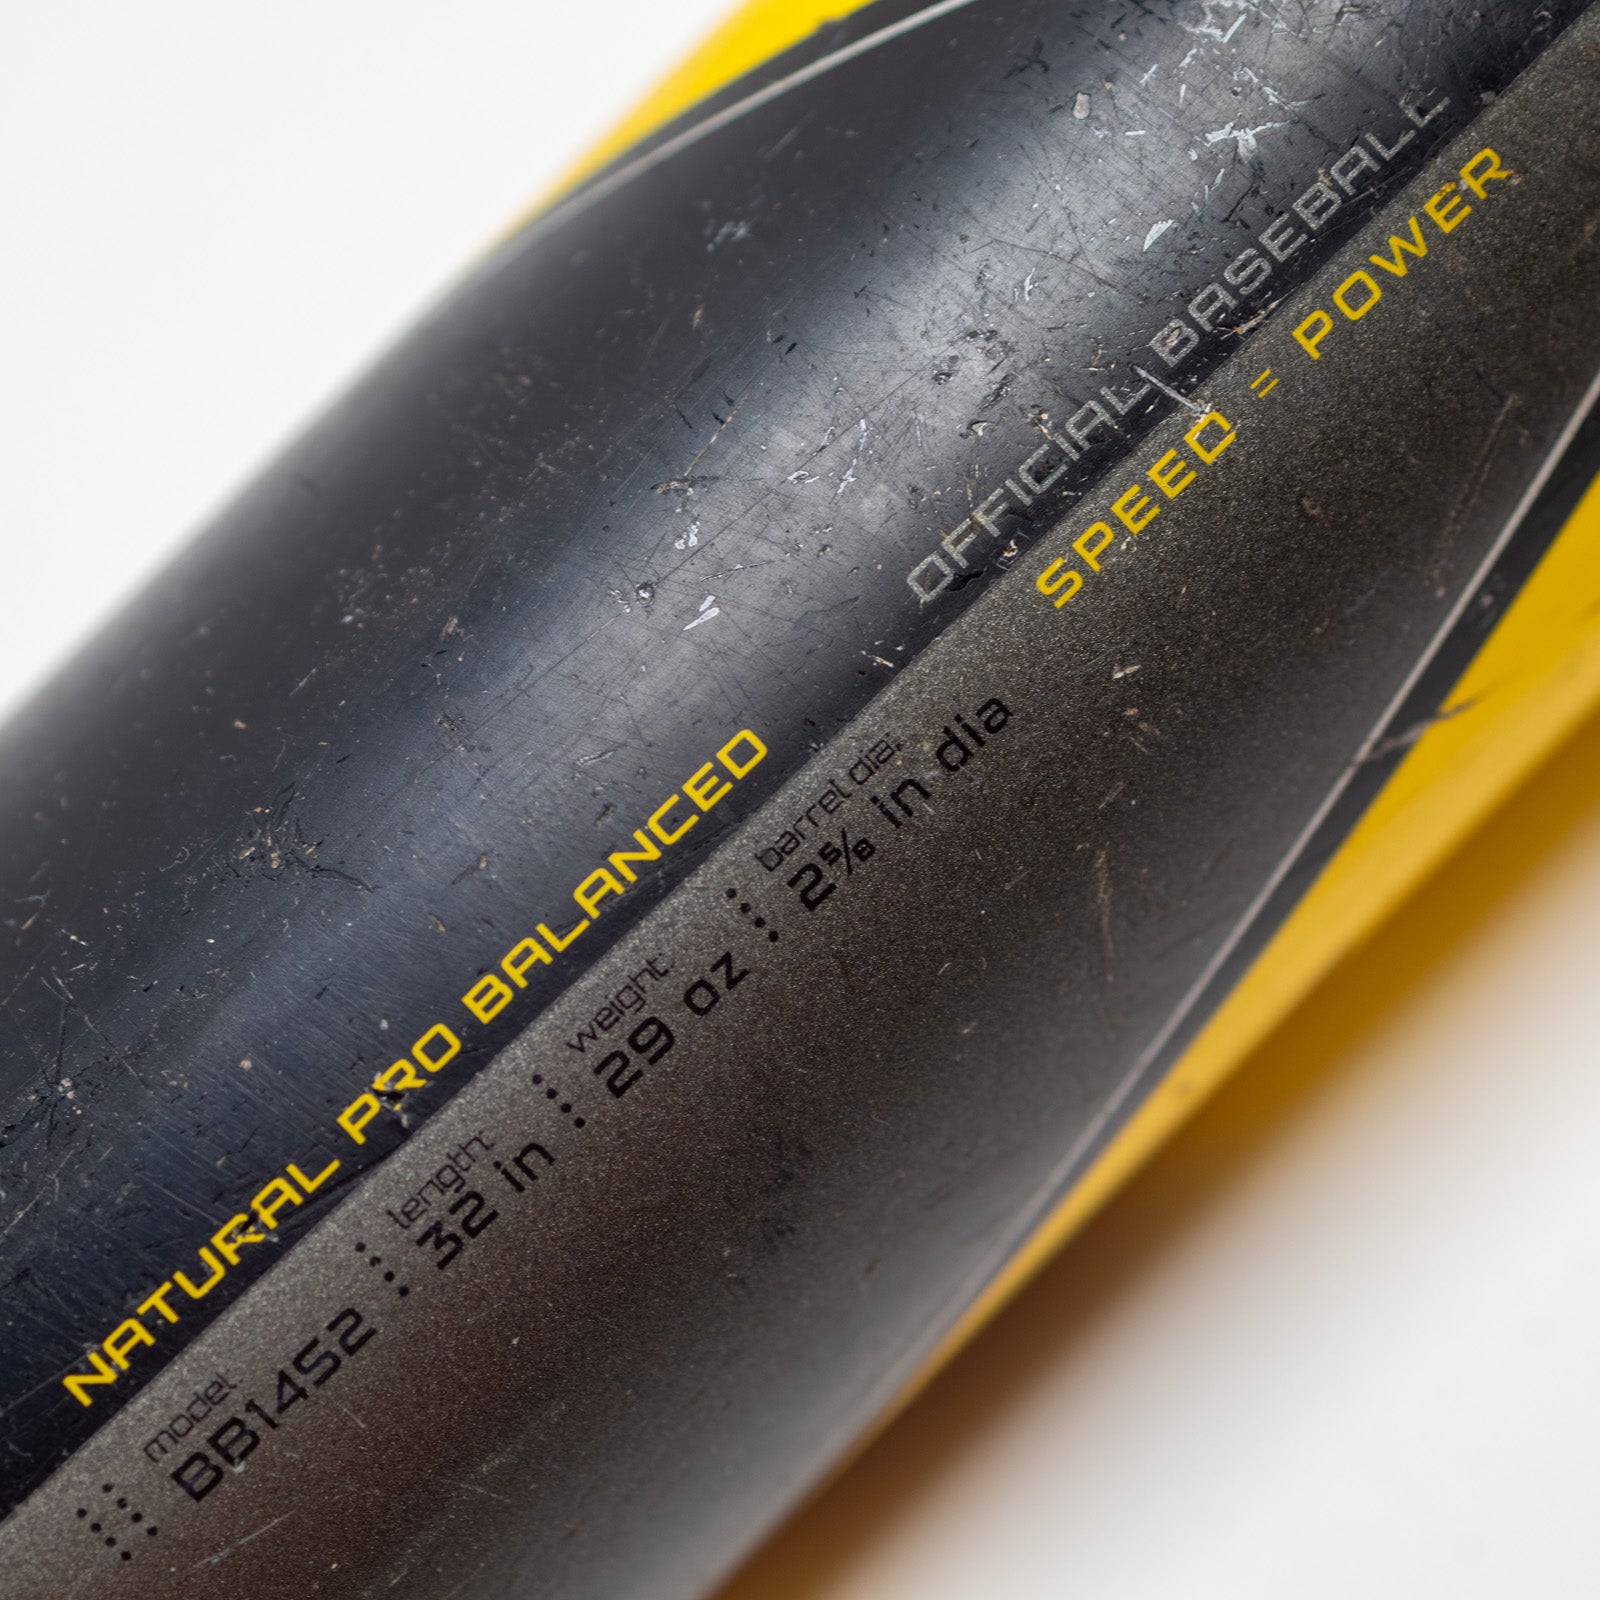 OFFICIAL BASEBALL
SPEED = POWER
NATURAL PRO BALANCED
model:
BB14S2
length:
32 in
weight:
29 oz
barrel dia:
2⅝ in dia